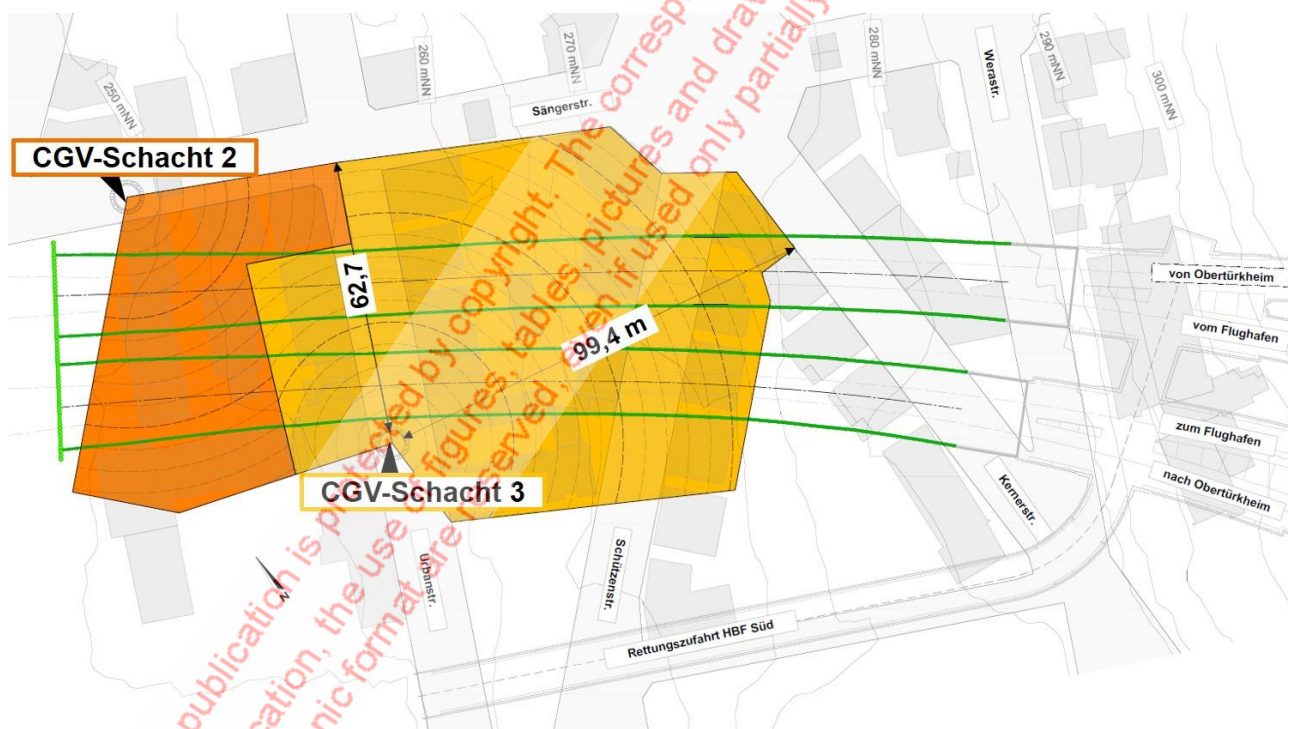 260 mNN
270 mNN
280 mNN
290 mNN
300 mNN
250 mNN
Werastr.
Sängerstr.
CGV-Schacht 2
62,7
99,4 m
von Obertürkheim
vom Flughafen
zum Flughafen
nach Obertürkheim
CGV-Schacht 3
Kernerstr.
Urbanstr.
Schützenstr.
N
Rettungszufahrt HBF Süd
publication is protected by copyright. The corresp
cation, the use of figures, tables, pictures and draw
nic format are reserved, even if used only partially